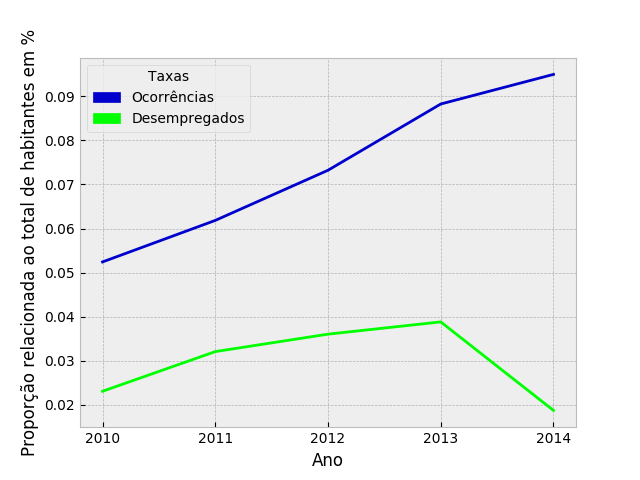 Proporção relacionada ao total de habitantes em %
Taxas
Ocorrências
Desempregados
0.09
0.08
0.07
0.06
0.05
0.04
0.03
0.02
2010 2011 2012 2013 2014
Ano